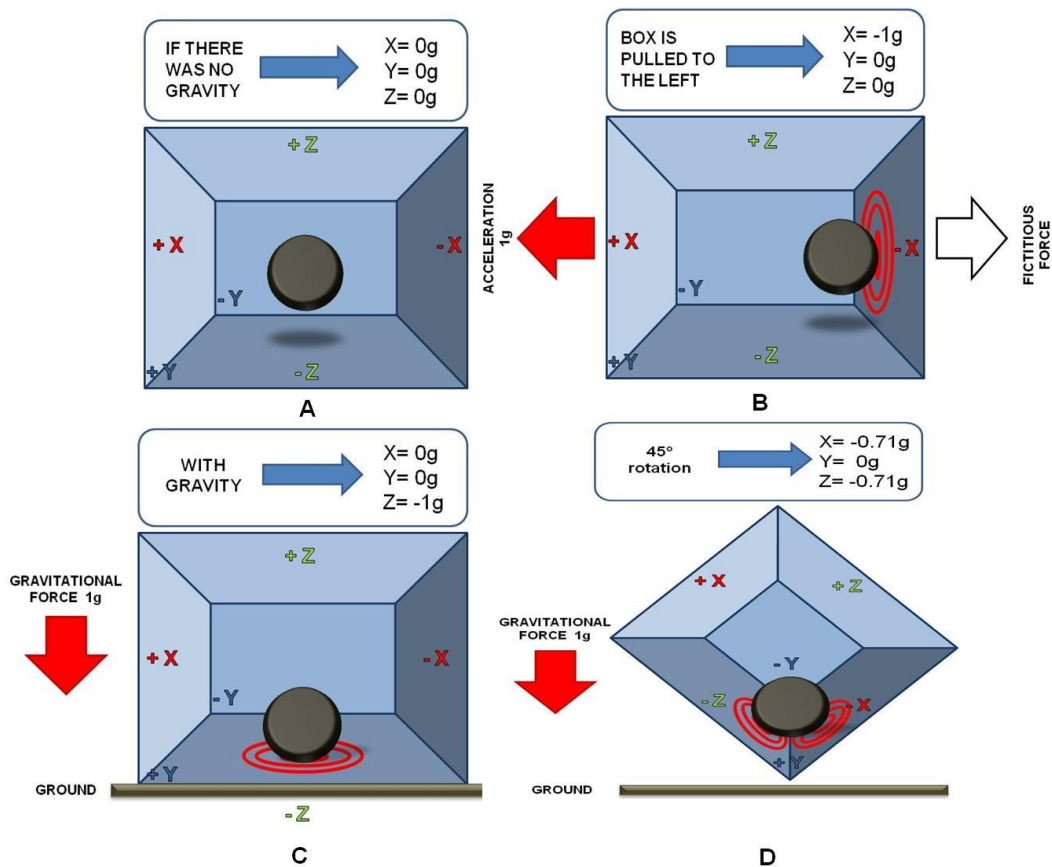 IF THERE
WAS NO
GRAVITY
X= 0g
Y= 0g
Z= 0g
+ Z
+ X
- X
- Y
+ Y
- Z
A
BOX IS
PULLED TO
THE LEFT
X= -1g
Y= 0g
Z= 0g
ACCELERATION
1g
+ Z
+ X
- X
- Y
+ Y
- Z
FICTITIOUS
FORCE
B
WITH
GRAVITY
X= 0g
Y= 0g
Z= -1g
GRAVITATIONAL
FORCE 1g
+ Z
+ X
- X
- Y
+ Y
GROUND
- Z
C
45°
rotation
X= -0.71g
Y= 0g
Z= -0.71g
GRAVITATIONAL
FORCE 1g
+ X
+ Z
- Y
- Z
- X
+ Y
GROUND
D